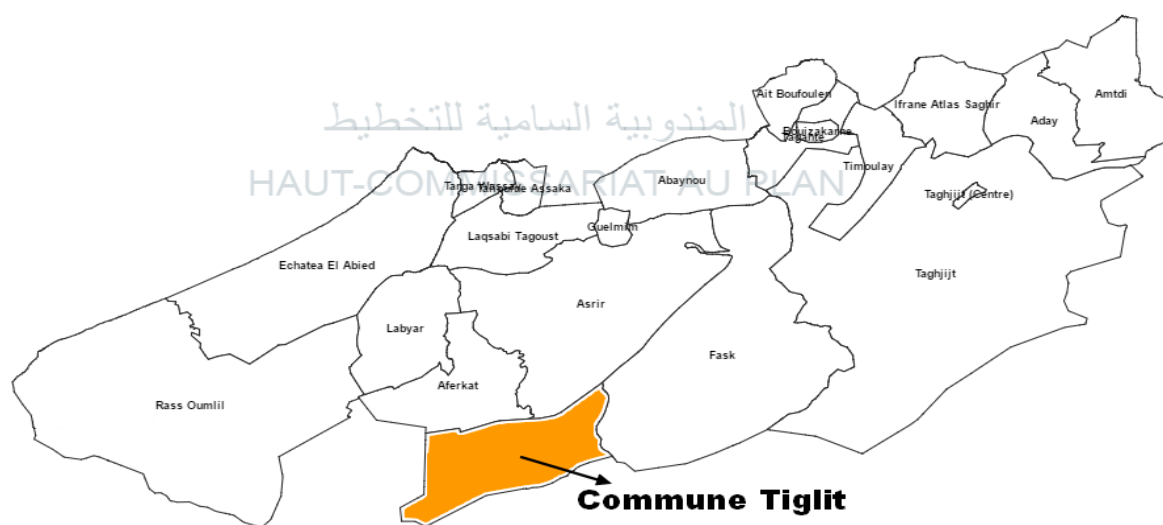 Amtdi
Ait Boufoulen
Ifrane Atlas Saghir
المندوبية السامية للتخطيط
Aday
Bouizakarne
Timoulay
HAUT-COMMISSARIAT AU PLAN
Abaynou
Targa Wassay
Assaka
Taghjijt (Centre)
Guelmim
Laqsabi Tagoust
Echatea El Abied
Taghjijt
Asrir
Labyar
Fask
Aferkat
Rass Oumlil
Commune Tiglit